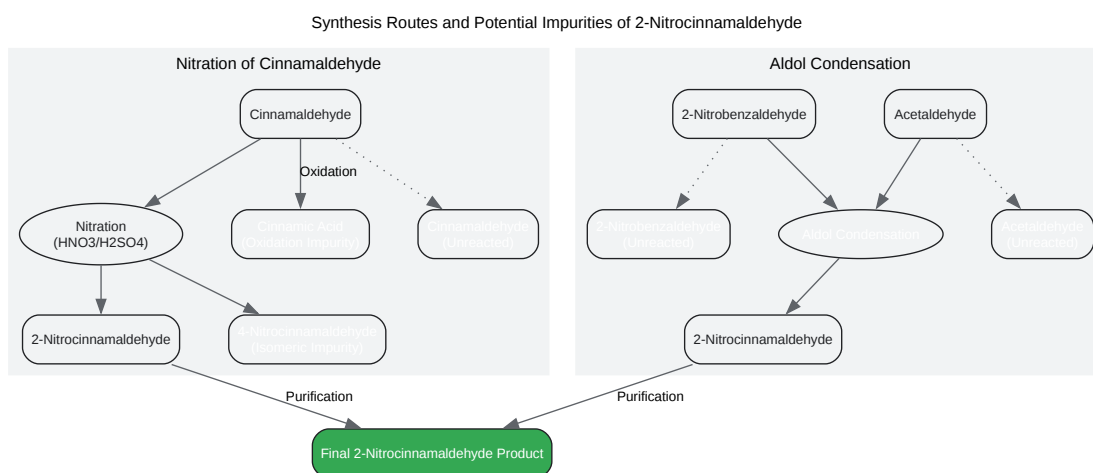 Synthesis Routes and Potential Impurities of 2-Nitrocinnamaldehyde
Nitration of Cinnamaldehyde
Cinnamaldehyde
Oxidation
Nitration
(HNO3/H2SO4)
Cinnamic Acid
(Oxidation Impurity)
Cinnamaldehyde
(Unreacted)
2-Nitrocinnamaldehyde
4-Nitrocinnamaldehyde
(Isomeric Impurity)
Aldol Condensation
2-Nitrobenzaldehyde
Acetaldehyde
2-Nitrobenzaldehyde
(Unreacted)
Aldol Condensation
Acetaldehyde
(Unreacted)
2-Nitrocinnamaldehyde
Purification
Purification
Final 2-Nitrocinnamaldehyde Product